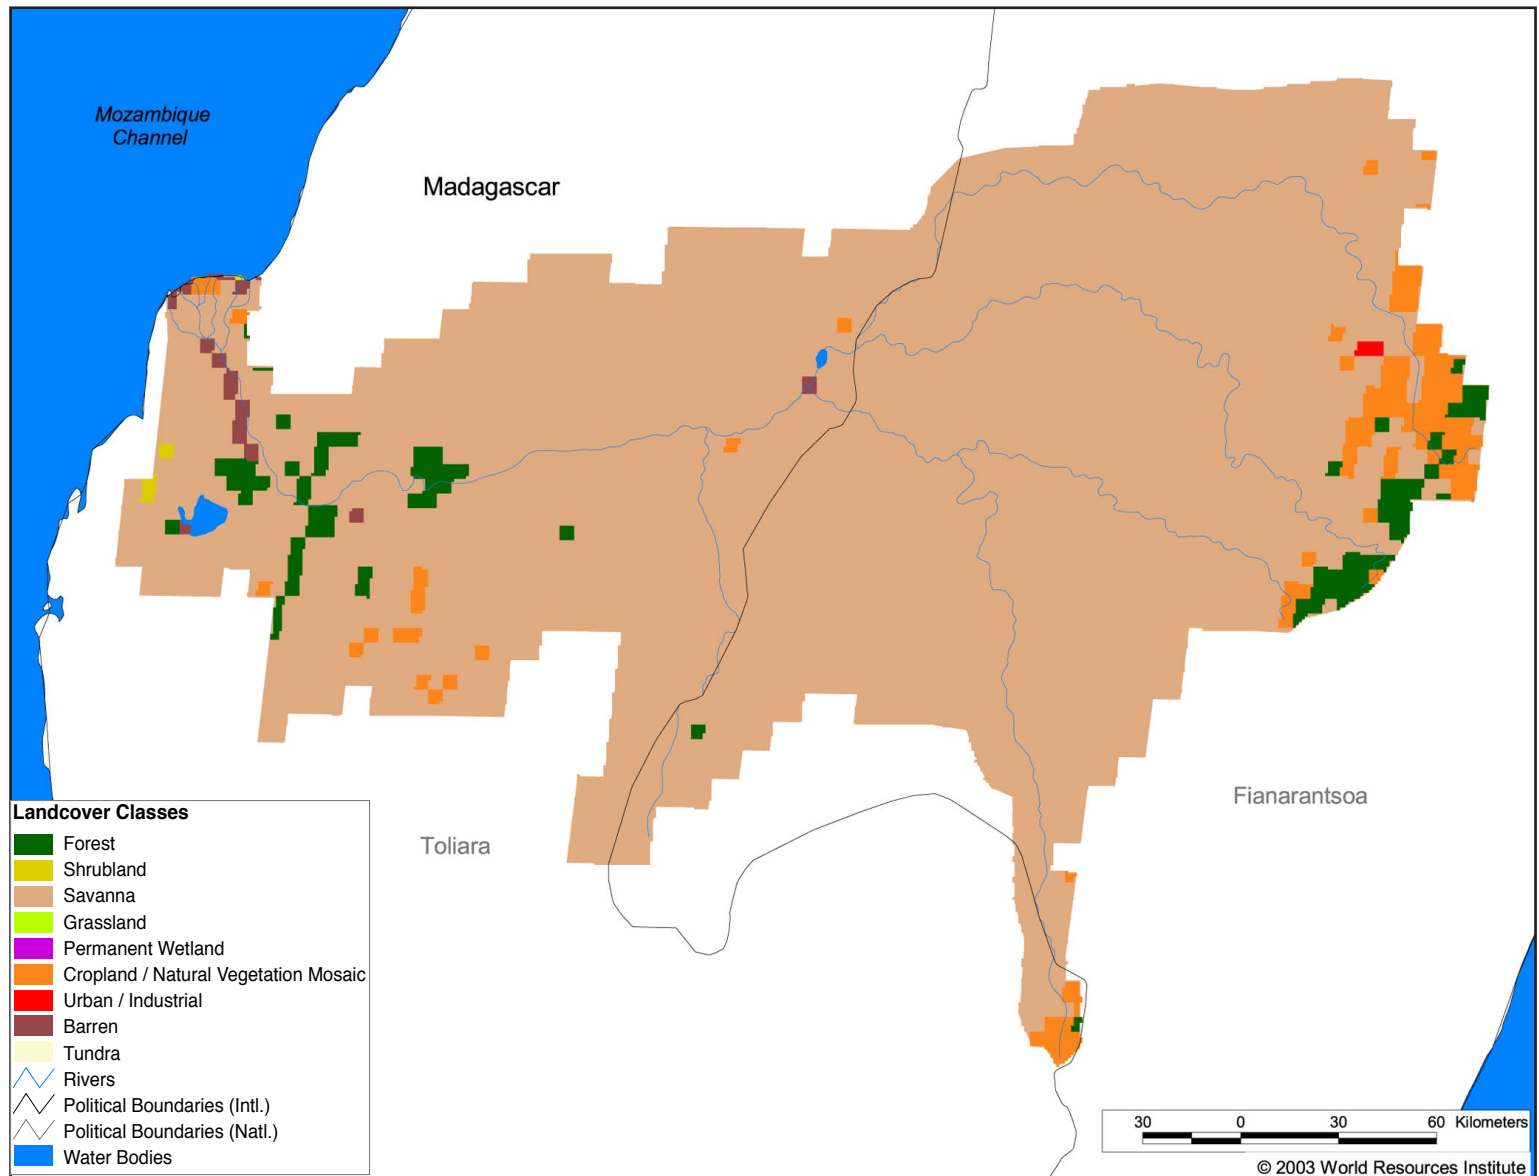 Mozambique
Channel
Madagascar
Fianarantsoa
Toliara
Landcover Classes
Forest
Shrubland
Savanna
Grassland
Permanent Wetland
Cropland / Natural Vegetation Mosaic
Urban / Industrial
Barren
Tundra
Rivers
Political Boundaries (Intl.)
Political Boundaries (Natl.)
Water Bodies
30 0 30 60 Kilometers
© 2003 World Resources Institute